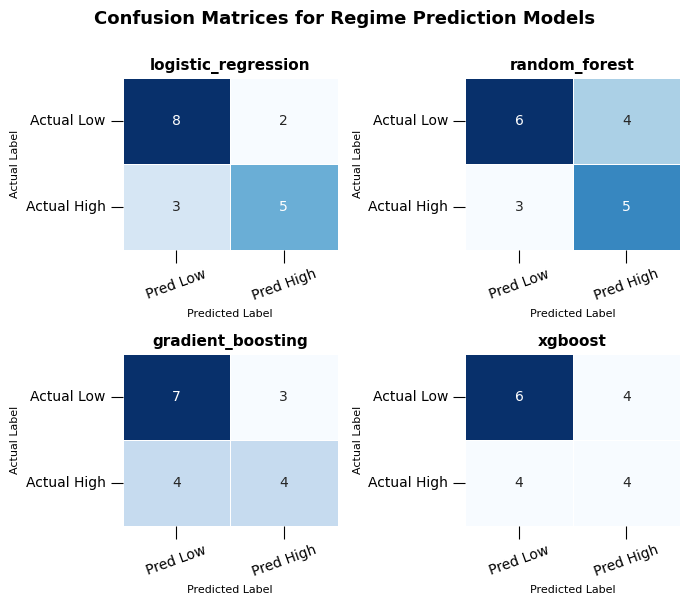 Confusion Matrices for Regime Prediction Models
logistic_regression
Actual Label
Actual Low
Actual High
8 2
3 5
Pred Low Pred High
Predicted Label
random_forest
Actual Label
Actual Low
Actual High
6 4
3 5
Pred Low Pred High
Predicted Label
gradient_boosting
Actual Label
Actual Low
Actual High
7 3
4 4
Pred Low Pred High
Predicted Label
xgboost
Actual Label
Actual Low
Actual High
6 4
4 4
Pred Low Pred High
Predicted Label